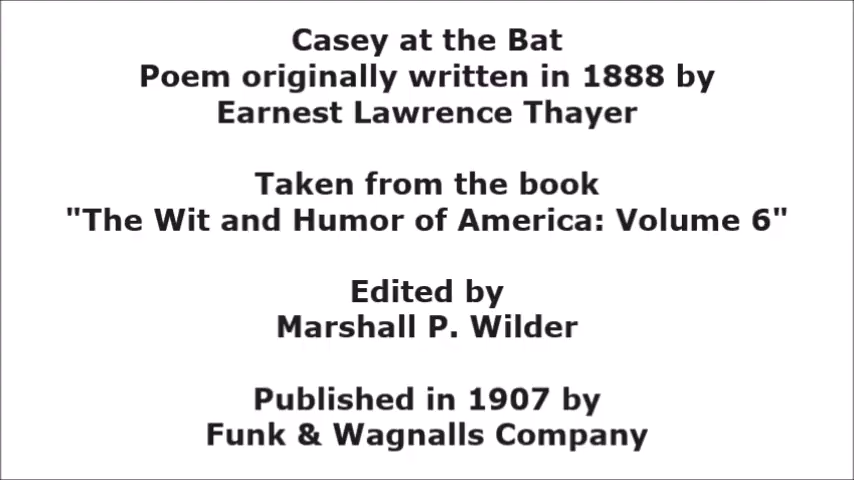 Casey at the Bat
Poem originally written in 1888 by
Earnest Lawrence Thayer
Taken from the book
"The Wit and Humor of America: Volume 6"
Edited by
Marshall P. Wilder
Published in 1907 by
Funk & Wagnalls Company